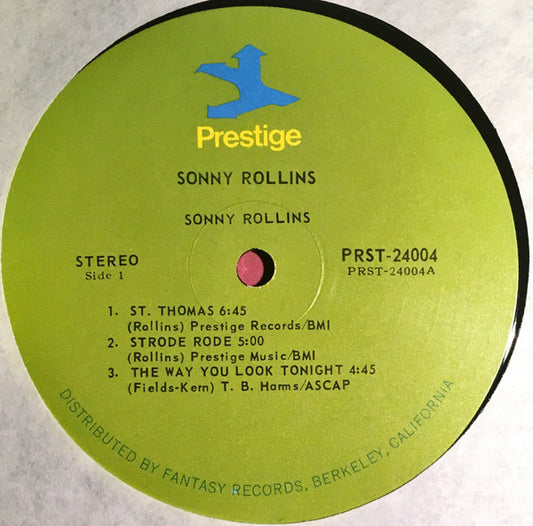 Prestige
SONNY ROLLINS
SONNY ROLLINS
STEREO
Side 1
PRST-24004
PRST-24004A
1. ST. THOMAS 6:45
(Rollins) Prestige Records/BMI
2. STRODE RODE 5:00
(Rollins) Prestige Music/BMI
3. THE WAY YOU LOOK TONIGHT 4:45
(Fields-Kern) T. B. Harms/ASCAP
DISTRIBUTED BY FANTASY RECORDS, BERKELEY, CALIFORNIA